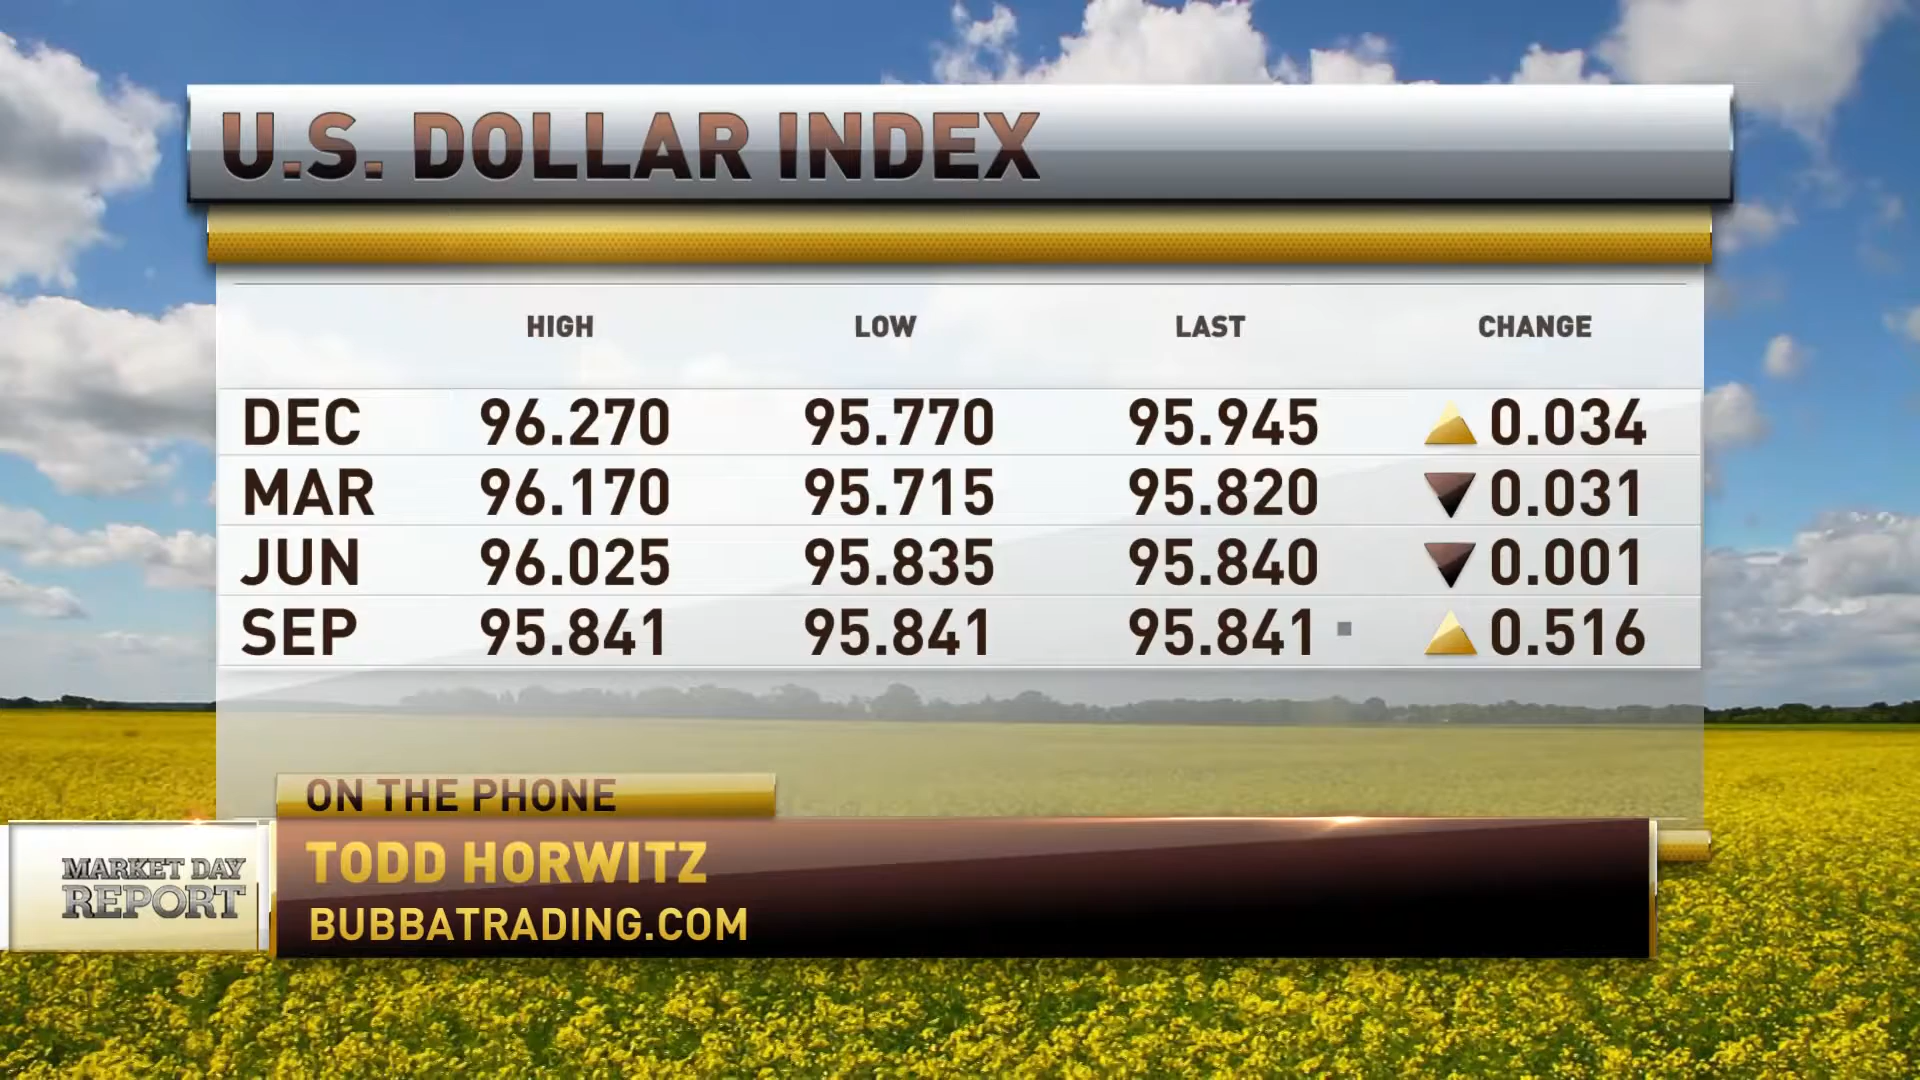 U.S. DOLLAR INDEX
HIGH LOW LAST CHANGE
DEC 96.270 95.770 95.945 0.034
MAR 96.170 95.715 95.820 0.031
JUN 96.025 95.835 95.840 0.001
SEP 95.841 95.841 95.841 0.516
ON THE PHONE
TODD HORWITZ
BUBBATRADING.COM
MARKET DAY
REPORT